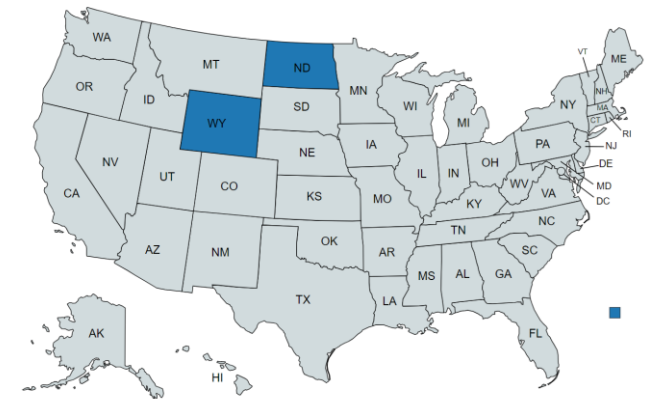 WA
MT
ND
MN
ME
VT
NH
OR
ID
SD
WI
MI
NY
MA
CT
RI
WY
NV
UT
CO
NE
IA
IL
IN
OH
PA
NJ
DE
MD
DC
CA
KS
MO
KY
WV
VA
AZ
NM
OK
AR
TN
NC
SC
TX
LA
MS
AL
GA
FL
AK
HI